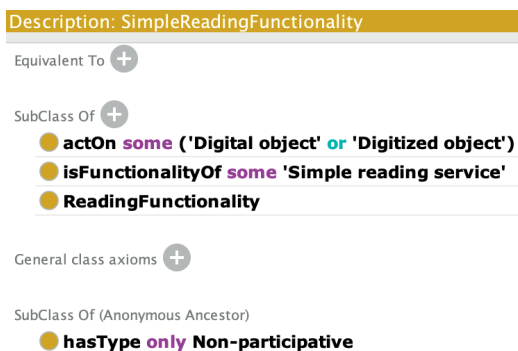 Description: SimpleReadingFunctionality
Equivalent To
SubClass Of
actOn some ('Digital object' or 'Digitized object')
isFunctionalityOf some 'Simple reading service'
ReadingFunctionality
General class axioms
SubClass Of (Anonymous Ancestor)
hasType only Non-participative